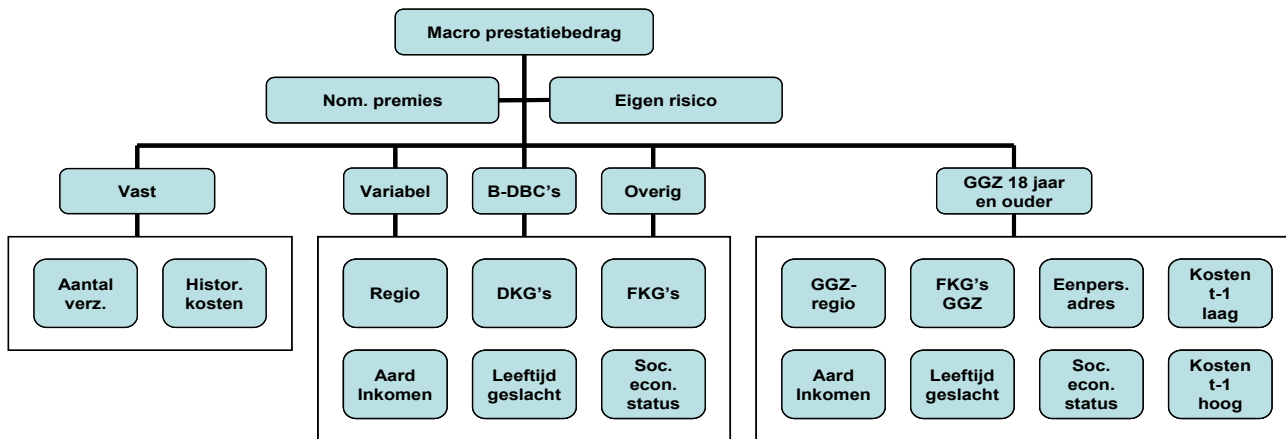 Macro prestatiebedrag
Nom. premies
Eigen risico
Vast
Variabel
B-DBC's
Overig
GGZ 18 jaar
en ouder
Aantal
verz.
Histor.
kosten
Regio
DKG's
FKG's
Aard
Inkomen
Leeftijd
geslacht
Soc.
econ.
status
GGZ-
regio
FKG's
GGZ
Eenpers.
adres
Kosten
t-1
laag
Aard
Inkomen
Leeftijd
geslacht
Soc.
econ.
status
Kosten
t-1
hoog